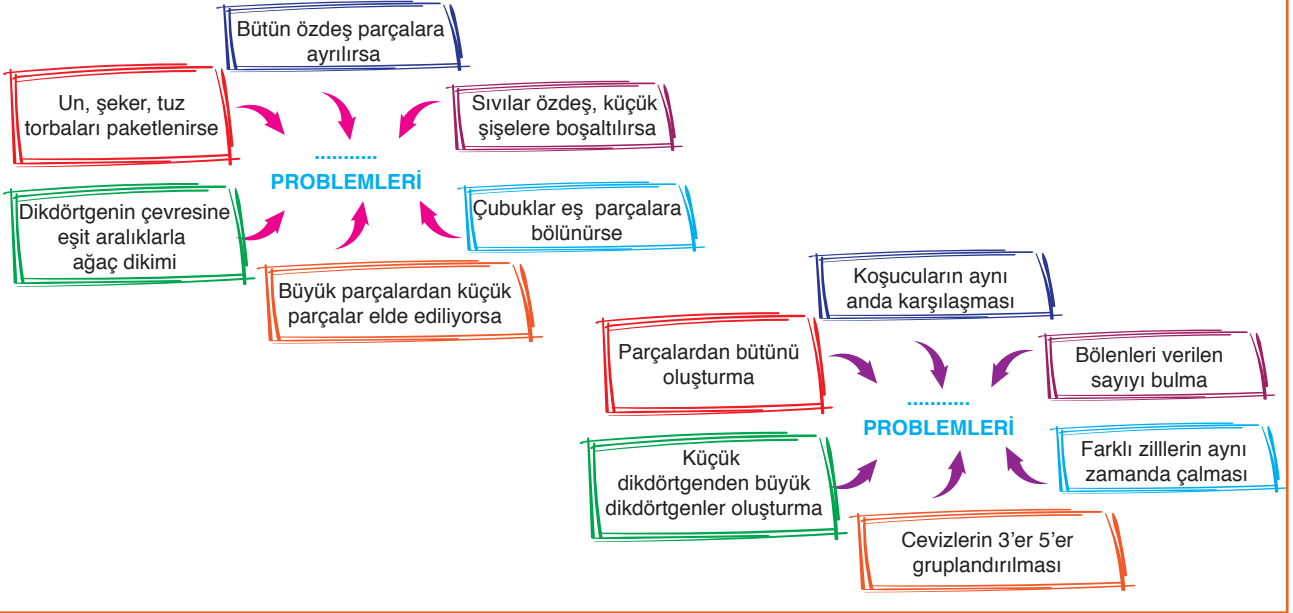 Bütün özdeş parçalara
ayrılırsa
Un, şeker, tuz
torbaları paketlenirse
Sıvılar özdeş, küçük
şişelere boşaltılırsa
...........
PROBLEMLERİ
Dikdörtgenin çevresine
eşit aralıklarla
ağaç dikimi
Çubuklar eş parçalara
bölünürse
Büyük parçalardan küçük
parçalar elde ediliyorsa
Koşucuların aynı
anda karşılaşması
Parçalardan bütünü
oluşturma
Bölenleri verilen
sayıyı bulma
...........
PROBLEMLERİ
Küçük
dikdörtgenden büyük
dikdörtgenler oluşturma
Farklı zilllerin aynı
zamanda çalması
Cevizlerin 3’er 5’er
gruplandırılması